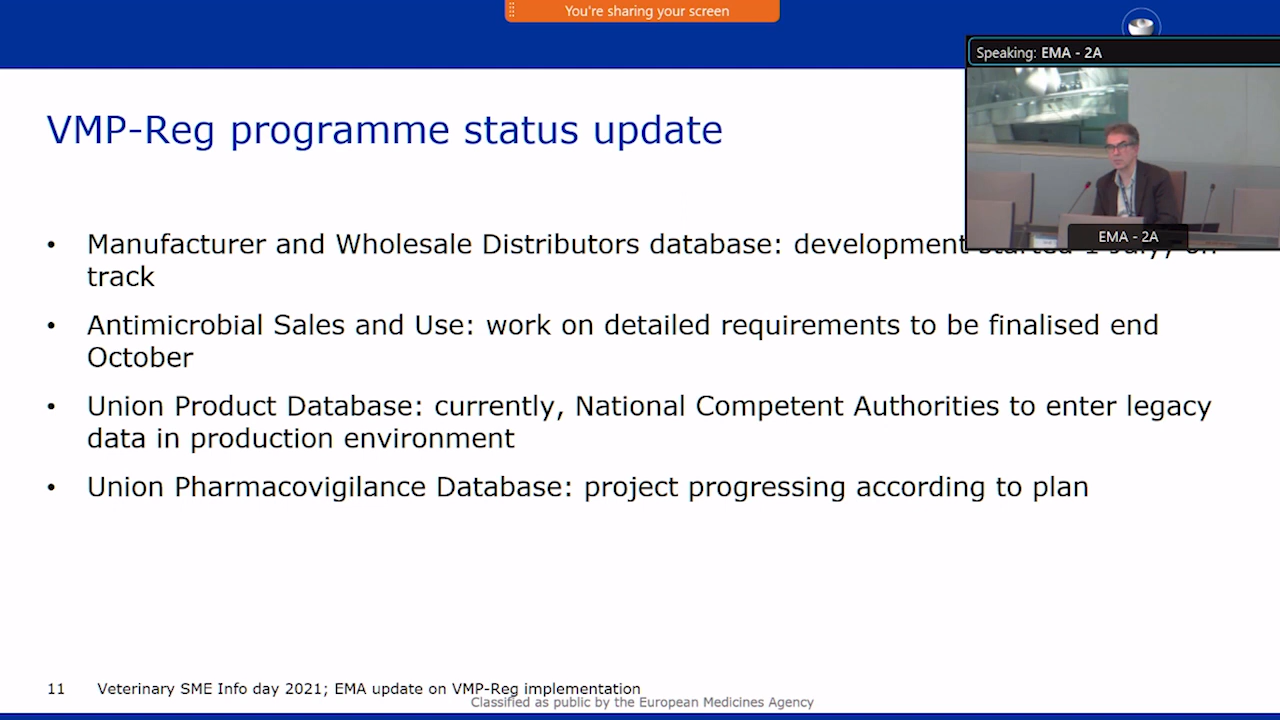 You're sharing your screen
Speaking: EMA - 2A
VMP-Reg programme status update
EMA - 2A
• Manufacturer and Wholesale Distributors database: development started 1 July, on
track
• Antimicrobial Sales and Use: work on detailed requirements to be finalised end
October
• Union Product Database: currently, National Competent Authorities to enter legacy
data in production environment
• Union Pharmacovigilance Database: project progressing according to plan
11 Veterinary SME Info day 2021; EMA update on VMP-Reg implementation
Classified as public by the European Medicines Agency